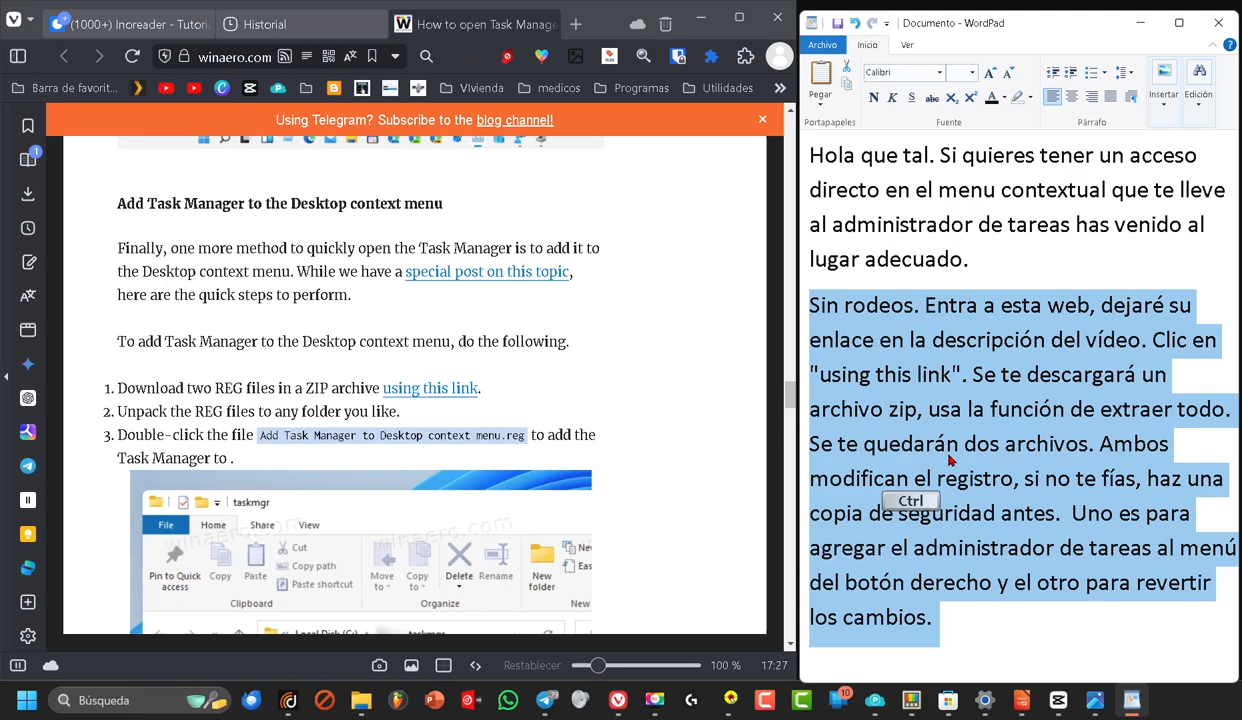 (1000+) Inoreader - Tutori
Historial
How to open Task Manage
winaero.com
Barra de favorit...
VIvienda
medicos
Programas
Utilidades
Using Telegram? Subscribe to the blog channel!
Add Task Manager to the Desktop context menu
Finally, one more method to quickly open the Task Manager is to add it to
the Desktop context menu. While we have a special post on this topic,
here are the quick steps to perform.
To add Task Manager to the Desktop context menu, do the following.
1. Download two REG files in a ZIP archive using this link.
2. Unpack the REG files to any folder you like.
3. Double-click the file Add Task Manager to Desktop context menu.reg to add the
Task Manager to .
taskmgr
File
Home
Share
View
Pin to Quick
access
Copy
Paste
Cut
Copy path
Paste shortcut
Move
to
Copy
to
Delete
Rename
New
folder
Clipboard
Organize
New
Local Disk (C:)
taskmgr
winaero.com
Restablecer
100 %
17:27
Documento - WordPad
Archivo
Inicio
Ver
Pegar
Calibri
Insertar
Edición
Portapapeles
Fuente
Párrafo
Hola que tal. Si quieres tener un acceso
directo en el menu contextual que te lleve
al administrador de tareas has venido al
lugar adecuado.
Sin rodeos. Entra a esta web, dejaré su
enlace en la descripción del vídeo. Clic en
"using this link". Se te descargará un
archivo zip, usa la función de extraer todo.
Se te quedarán dos archivos. Ambos
modifican el registro, si no te fías, haz una
copia de seguridad antes.  Uno es para
agregar el administrador de tareas al menú
del botón derecho y el otro para revertir
los cambios.
Ctrl
Búsqueda